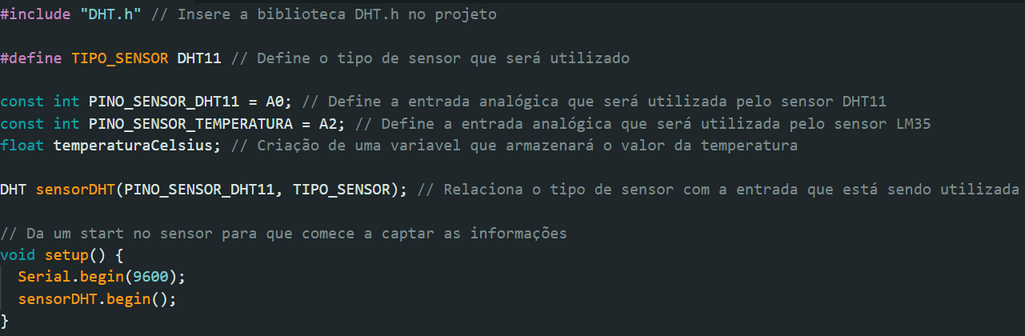 #include "DHT.h" // Insere a biblioteca DHT.h no projeto
#define TIPO_SENSOR DHT11 // Define o tipo de sensor que será utilizado
const int PINO_SENSOR_DHT11 = A0; // Define a entrada analógica que será utilizada pelo sensor DHT11
const int PINO_SENSOR_TEMPERATURA = A2; // Define a entrada analógica que será utilizada pelo sensor LM35
float temperaturaCelsius; // Criação de uma variavel que armazenará o valor da temperatura
DHT sensorDHT(PINO_SENSOR_DHT11, TIPO_SENSOR); // Relaciona o tipo de sensor com a entrada que está sendo utilizada
// Da um start no sensor para que comece a captar as informações
void setup() {
  Serial.begin(9600);
  sensorDHT.begin();
}